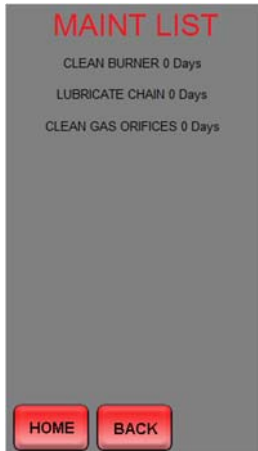 MAINT LIST
CLEAN BURNER 0 Days
LUBRICATE CHAIN 0 Days
CLEAN GAS ORIFICES 0 Days
HOME BACK